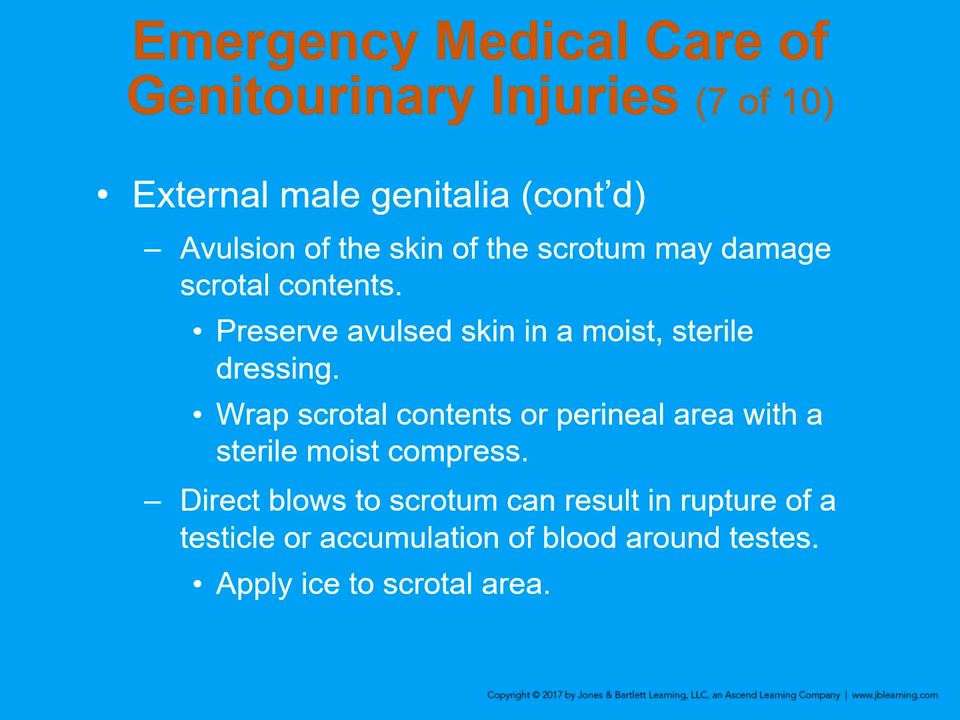 Emergency Medical Care of
Genitourinary Injuries (7 of 10)
• External male genitalia (cont’d)
– Avulsion of the skin of the scrotum may damage
scrotal contents.
• Preserve avulsed skin in a moist, sterile
dressing.
• Wrap scrotal contents or perineal area with a
sterile moist compress.
– Direct blows to scrotum can result in rupture of a
testicle or accumulation of blood around testes.
• Apply ice to scrotal area.
Copyright © 2017 by Jones & Bartlett Learning, LLC, an Ascend Learning Company | www.jblearning.com